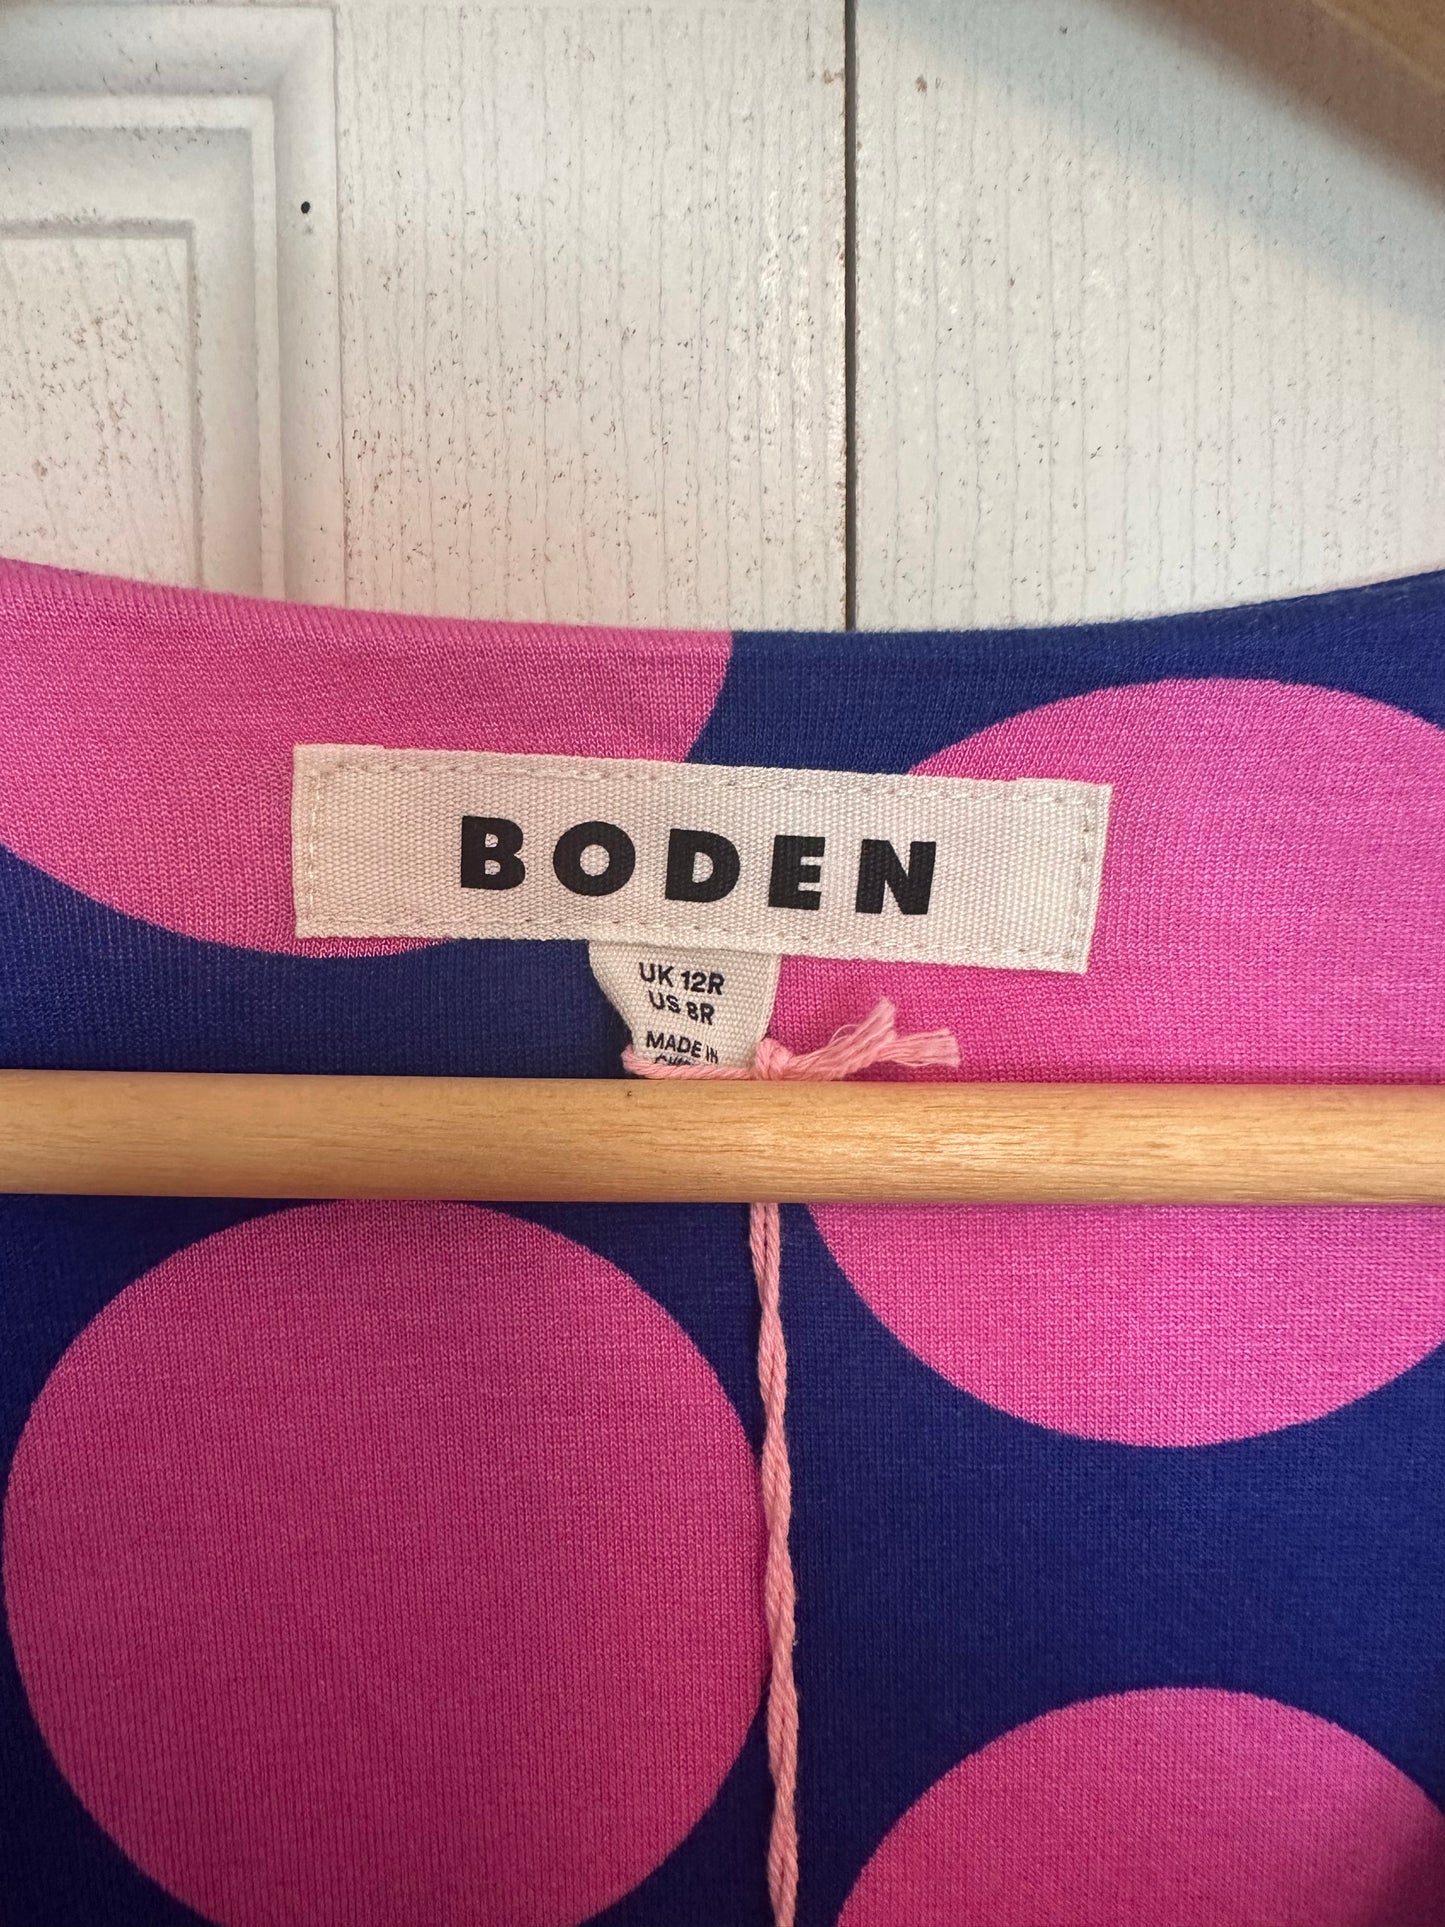 BODEN
UK 12R
US 8R
MADE IN